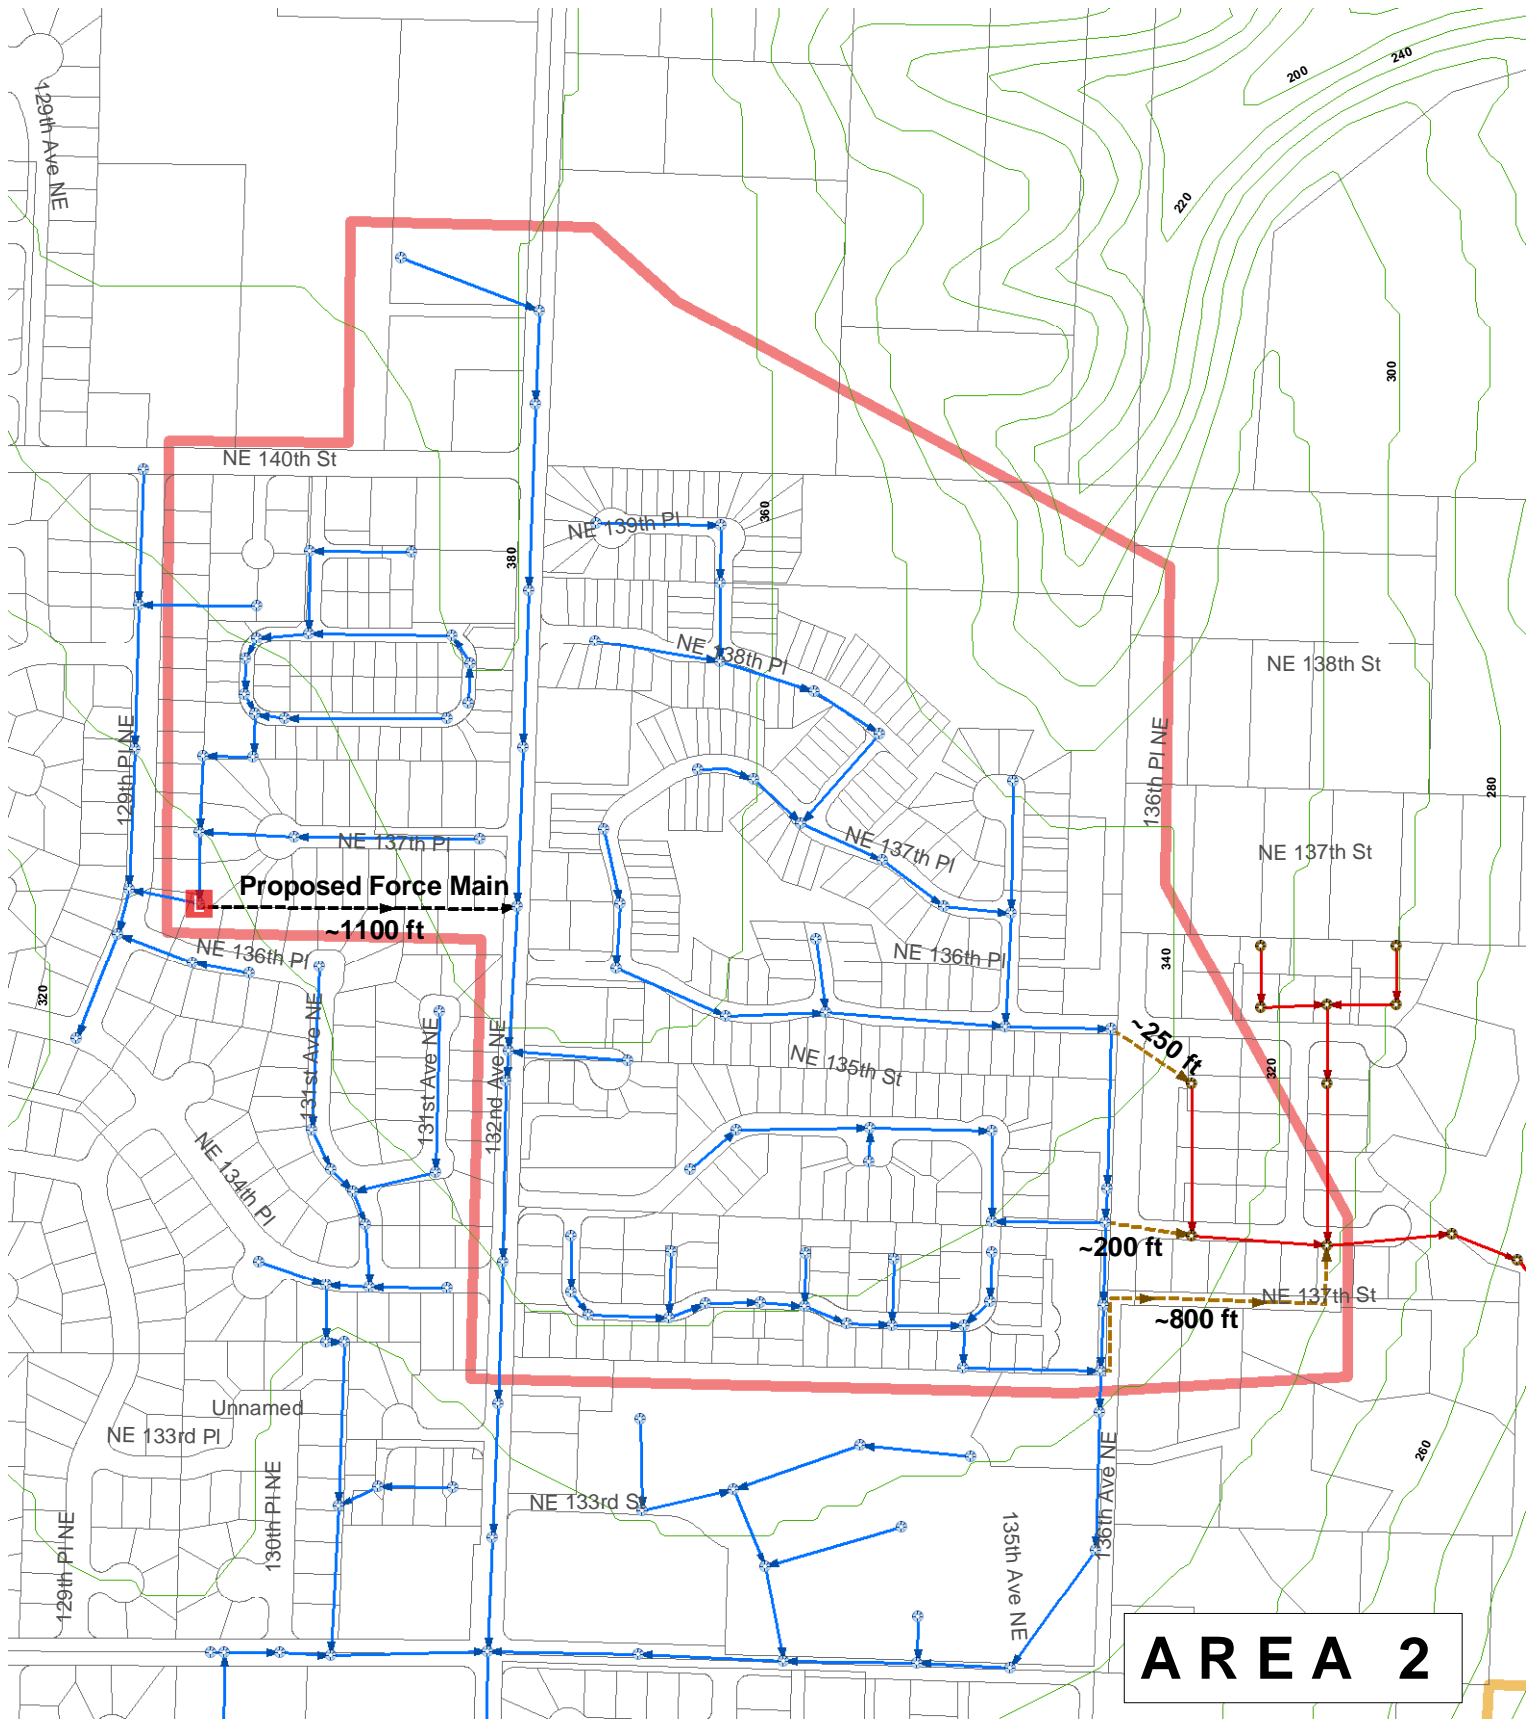 240
200
129th Ave NE
220
300
NE 140th St
360
NE 139th Pl
380
NE 138th Pl
NE 138th St
129th Pl NE
136th Pl NE
280
NE 137th Pl
NE 137th Pl
NE 137th St
Proposed Force Main
L
~1100 ft
NE 136th Pl
NE 136th Pl
340
320
131st Ave NE
131st Ave NE
132nd Ave NE
~250 ft
NE 135th St
320
NE 134th Pl
~200 ft
NE 137th St
~800 ft
Unnamed
NE 133rd Pl
260
130th Pl NE
NE 133rd St
136th Ave NE
135th Ave NE
129th Pl NE
AREA 2